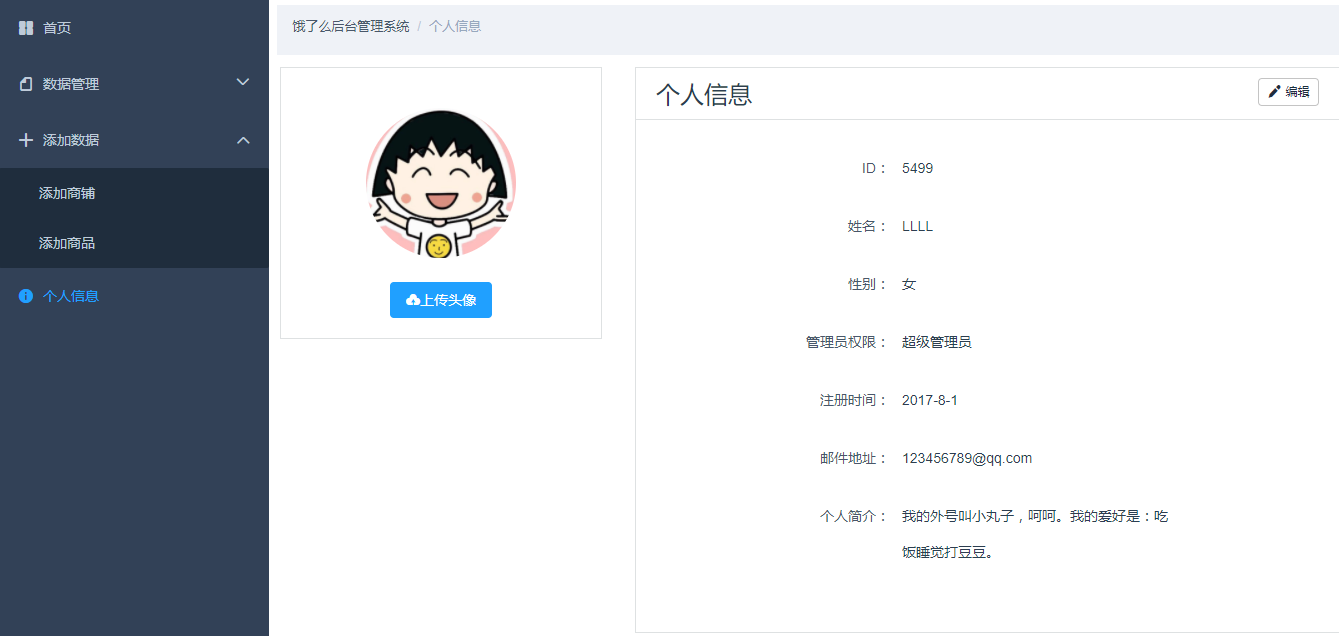 首页
数据管理
添加数据
添加商铺
添加商品
个人信息
饿了么后台管理系统 / 个人信息
上传头像
个人信息
编辑
ID： 5499
姓名： LLLL
性别： 女
管理员权限： 超级管理员
注册时间： 2017-8-1
邮件地址： 123456789@qq.com
个人简介： 我的外号叫小丸子，呵呵。我的爱好是：吃
饭睡觉打豆豆。